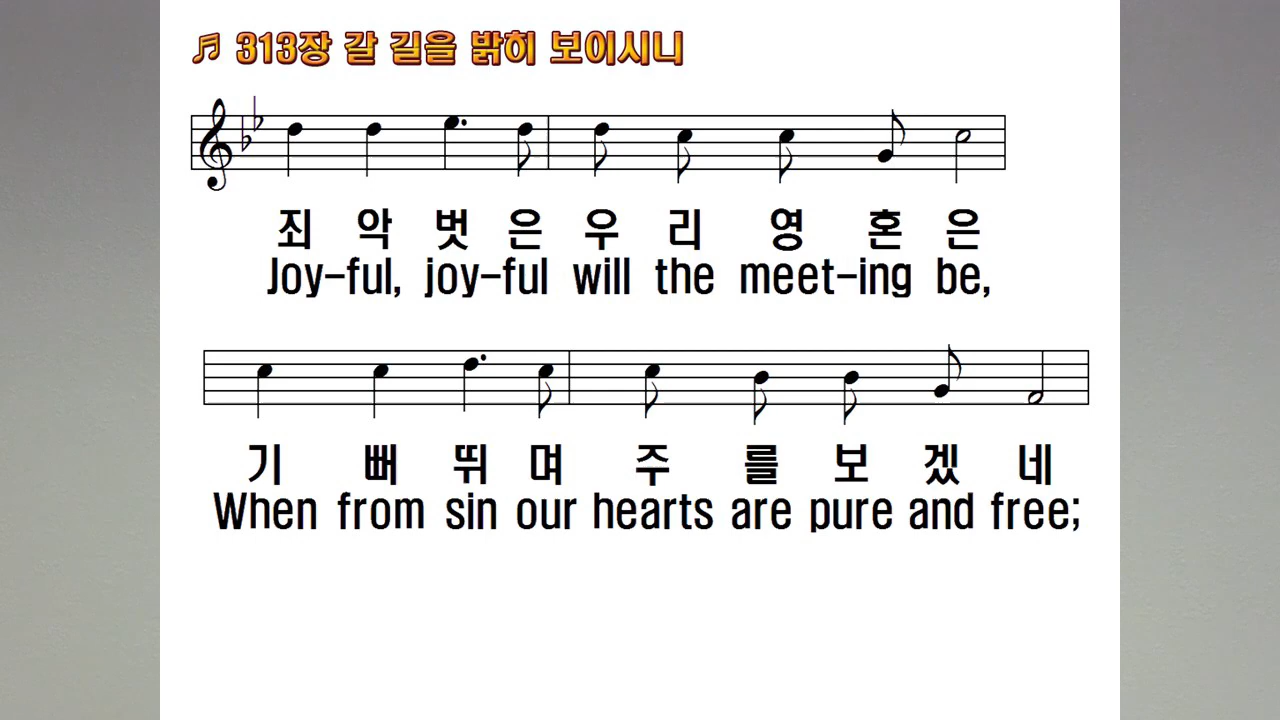 ♬ 313장 갈 길을 밝히 보이시니
죄 악 벗 은 우 리 영 혼 은
Joy-ful, joy-ful will the meet-ing be,
기 뻐 뛰 며 주 를 보 겠 네
When from sin our hearts are pure and free;